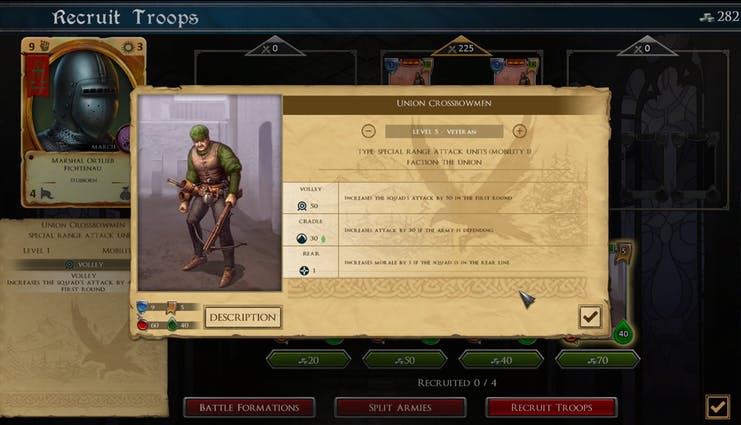 Recruit Troops
282
9
3
0
225
0
MARCH
MARSHAL ORTLIEB
FICHTENAU
STUBBORN
4
UNION CROSSBOWMEN
LEVEL 5 - VETERAN
TYPE: SPECIAL RANGE ATTACK UNITS (MOBILITY 1)
FACTION: THE UNION
VOLLEY
50
INCREASES THE SQUAD'S ATTACK BY 50 IN THE FIRST ROUND
CRADLE
30
INCREASES ATTACK BY 30 IF THE ARMY IS DEFENDING
REAR
1
INCREASES MORALE BY 1 IF THE SQUAD IS IN THE REAR LINE
9
5
60
40
DESCRIPTION
UNION CROSSBOWMEN
SPECIAL RANGE ATTACK
LEVEL 1
VOLLEY
VOLLEY
INCREASES THE SQUAD'S ATTACK BY
FIRST ROUND
5
40
20
50
40
70
RECRUITED 0 / 4
BATTLE FORMATIONS
SPLIT ARMIES
RECRUIT TROOPS